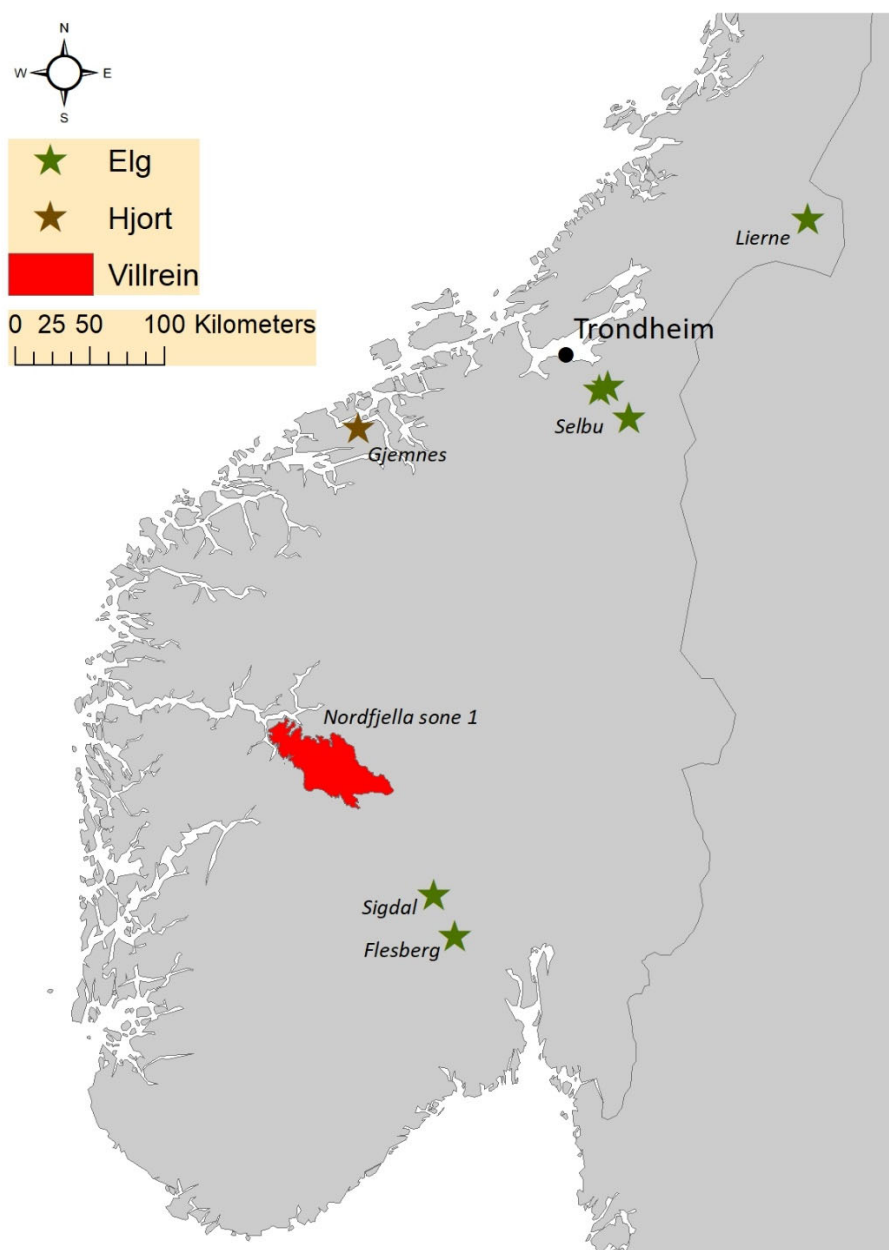 N
W E
S
Elg
Hjort
Villrein
0 25 50 100 Kilometers
Lierne
Trondheim
Selbu
Gjemnes
Nordfjella sone 1
Sigdal
Flesberg